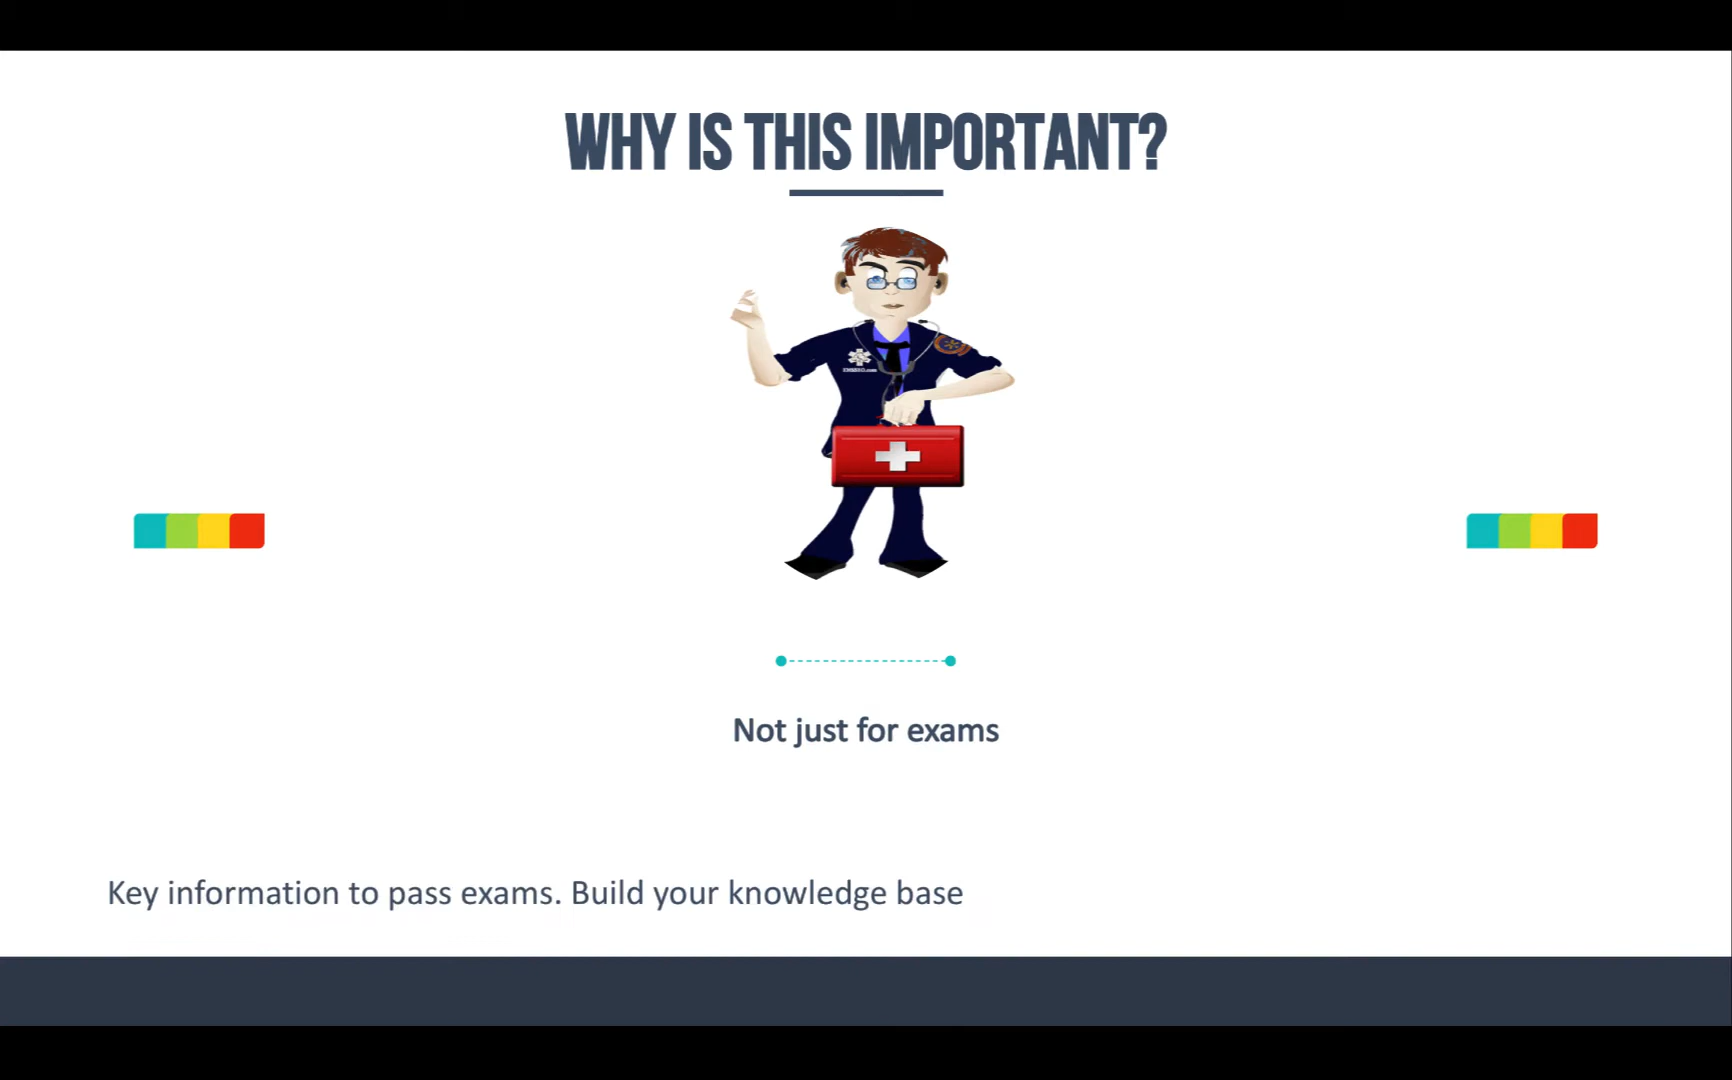 WHY IS THIS IMPORTANT?
Not just for exams
Key information to pass exams. Build your knowledge base